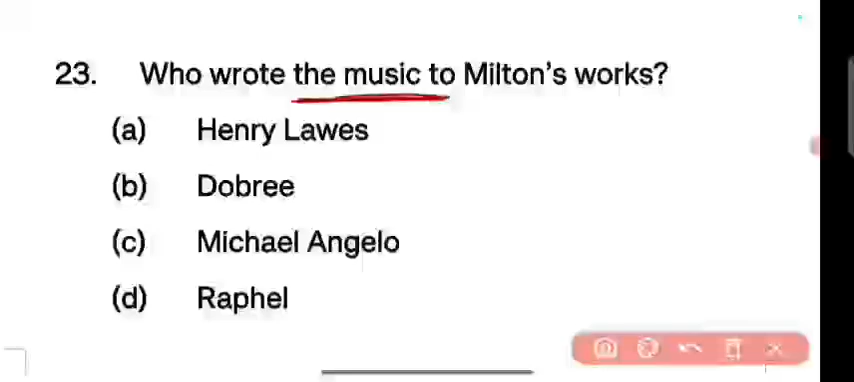 23. Who wrote the music to Milton's works?
(a) Henry Lawes
(b) Dobree
(c) Michael Angelo
(d) Raphel